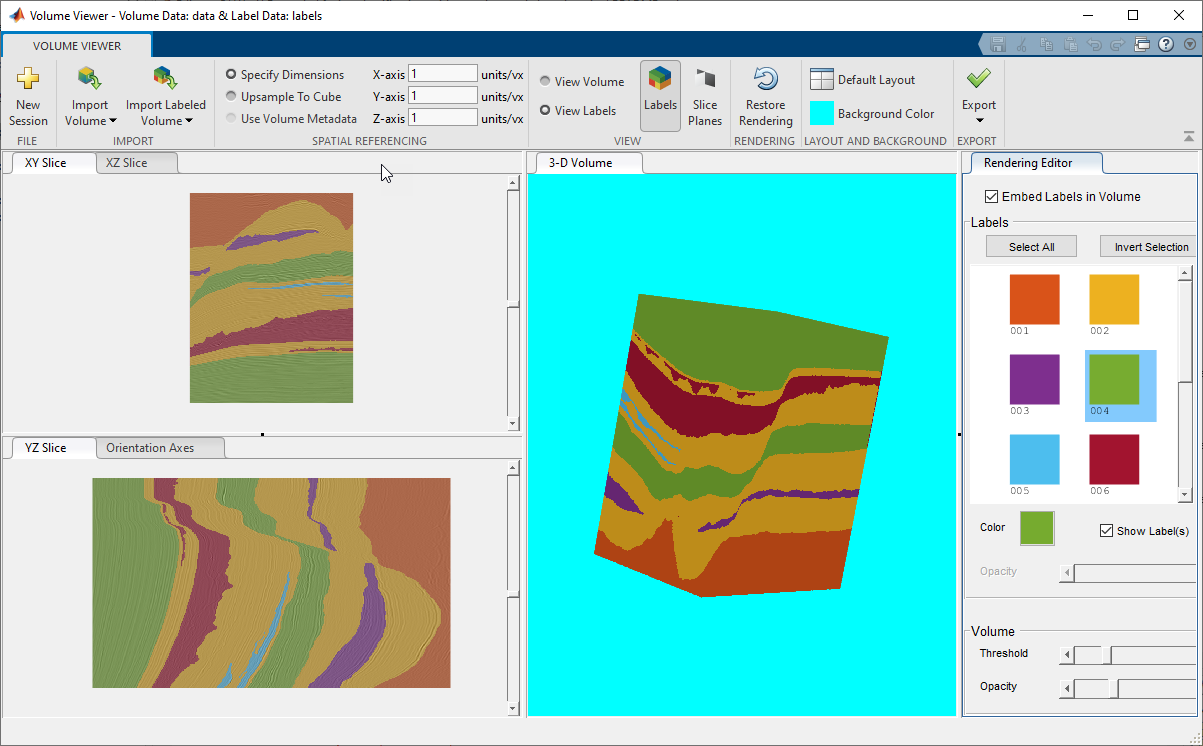 Volume Viewer - Volume Data: data & Label Data: labels
VOLUME VIEWER
New Session
Import Volume
Import Labeled Volume
Specify Dimensions
Upsample To Cube
Use Volume Metadata
X-axis 1 units/vx
Y-axis 1 units/vx
Z-axis 1 units/vx
View Volume
View Labels
Labels
Slice Planes
Restore Rendering
Default Layout
Background Color
Export
FILE
IMPORT
SPATIAL REFERENCING
VIEW
RENDERING
LAYOUT AND BACKGROUND
EXPORT
XY Slice
XZ Slice
3-D Volume
Rendering Editor
Embed Labels in Volume
Labels
Select All
Invert Selection
001
002
003
004
005
006
Color
Show Label(s)
Opacity
Volume
Threshold
Opacity
YZ Slice
Orientation Axes